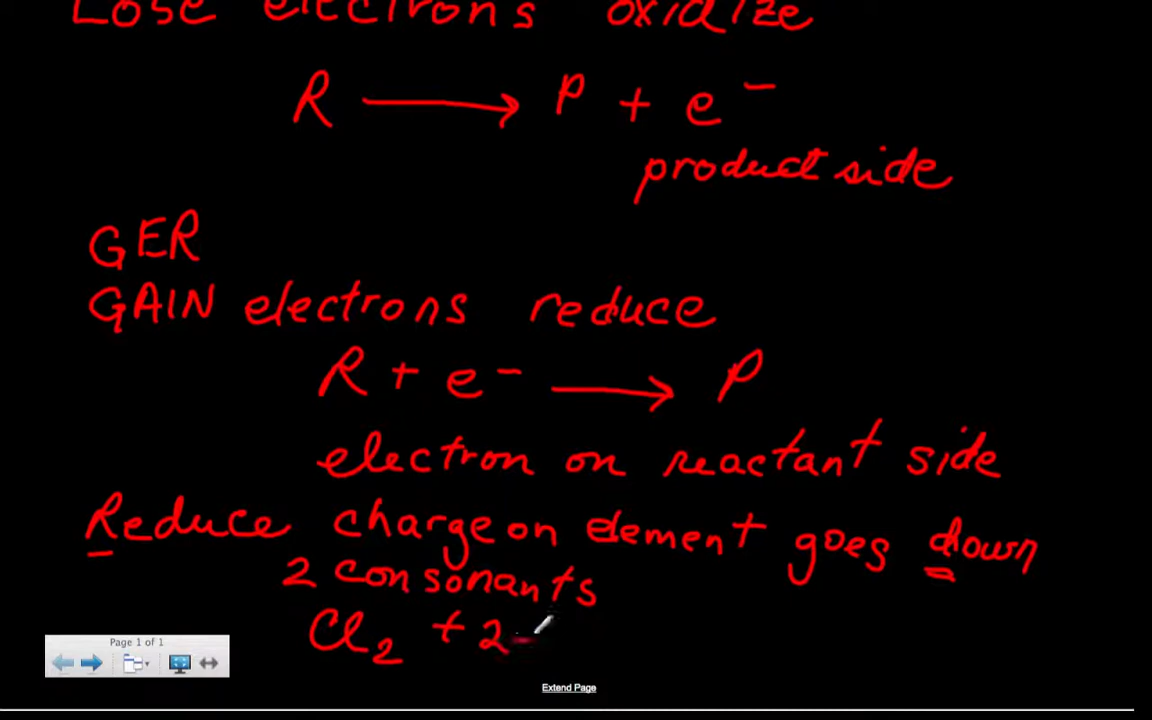 Lose electrons oxidize
R → P + e⁻
product side
GER
GAIN electrons reduce
R + e⁻ → P
electron on reactant side
Reduce charge on element goes down
2 consonants
Cl₂ + 2
Page 1 of 1
Extend Page